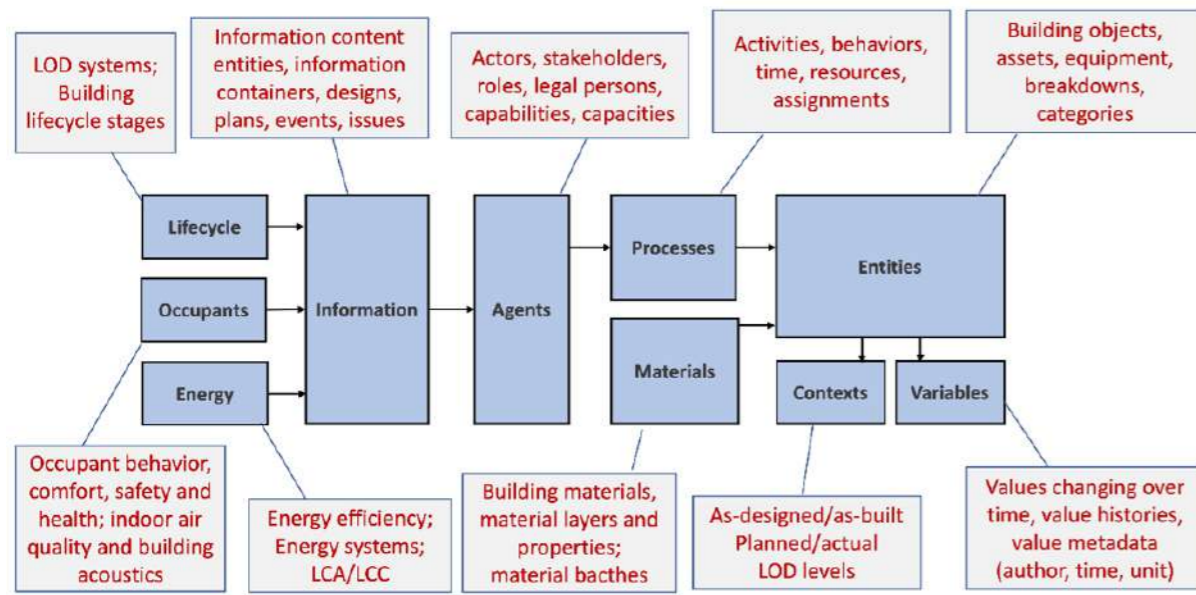 LOD systems;
Building
lifecycle stages
Information content
entities, information
containers, designs,
plans, events, issues
Actors, stakeholders,
roles, legal persons,
capabilities, capacities
Activities, behaviors,
time, resources,
assignments
Building objects,
assets, equipment,
breakdowns,
categories
Lifecycle
Occupants
Energy
Information
Agents
Processes
Materials
Entities
Contexts
Variables
Occupant behavior,
comfort, safety and
health; indoor air
quality and building
acoustics
Energy efficiency;
Energy systems;
LCA/LCC
Building materials,
material layers and
properties;
material bacthes
As-designed/as-built
Planned/actual
LOD levels
Values changing over
time, value histories,
value metadata
(author, time, unit)